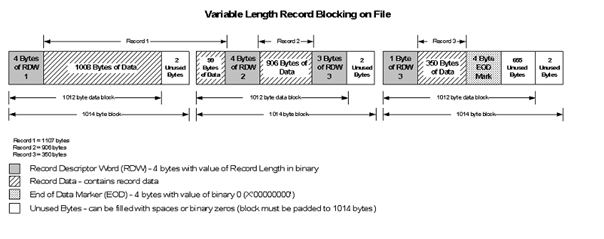 Variable Length Record Blocking on File
Record 1
Record 2
Record 3
4 Bytes of RDW 1
1008 Bytes of Data
2 Unused Bytes
99 Bytes of Data
4 Bytes of RDW 2
906 Bytes of Data
3 Bytes of RDW 3
2 Unused Bytes
1 Byte of RDW 3
350 Bytes of Data
4 Byte EOD Mark
655 Unused Bytes
2 Unused Bytes
1012 byte data block
1012 byte data block
1012 byte data block
1014 byte block
1014 byte block
1014 byte block
Record 1 = 1107 bytes
Record 2 = 906 bytes
Record 3 = 350 bytes
Record Descriptor Word (RDW) - 4 bytes with value of Record Length in binary
Record Data - contains record data
End of Data Marker (EOD) - 4 bytes with value of binary 0 (X'00000000')
Unused Bytes - can be filled with spaces or binary zeros (block must be padded to 1014 bytes)